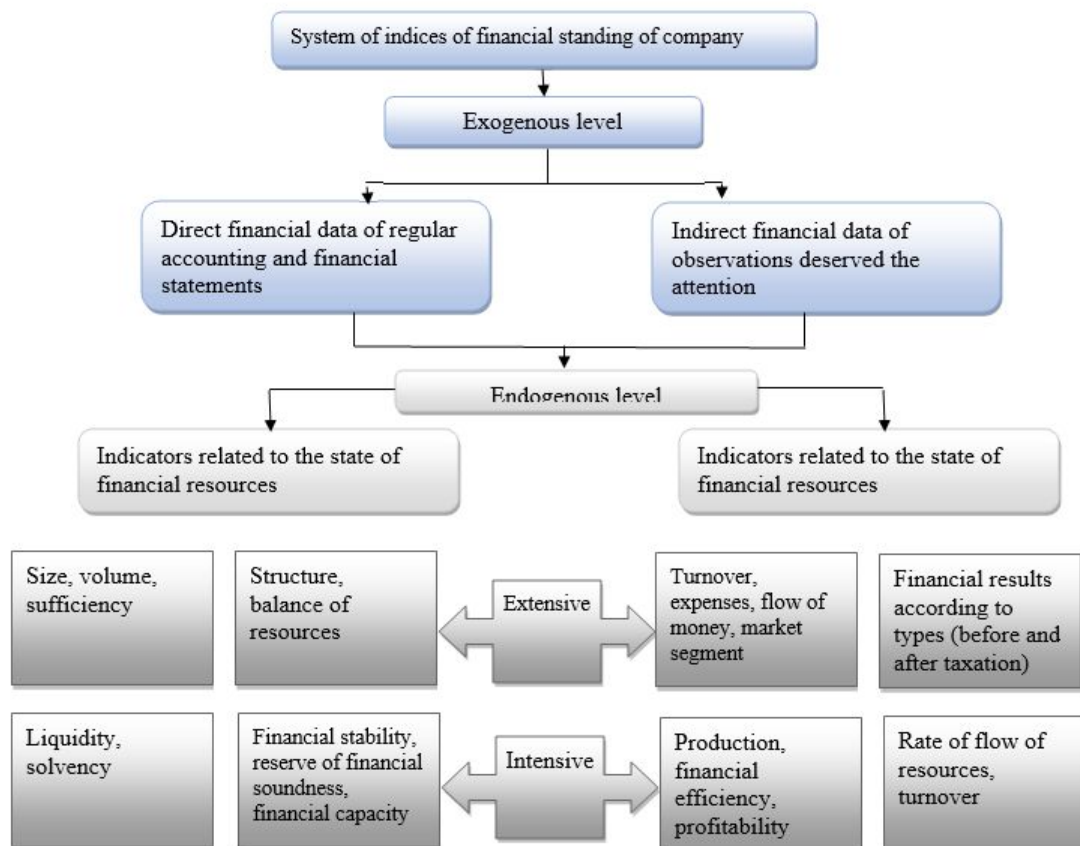 System of indices of financial standing of company
Exogenous level
Direct financial data of regular
accounting and financial
statements
Indirect financial data of
observations deserved the
attention
Endogenous level
Indicators related to the state of
financial resources
Indicators related to the state of
financial resources
Size, volume,
sufficiency
Structure,
balance of
resources
Extensive
Turnover,
expenses, flow of
money, market
segment
Financial results
according to
types (before and
after taxation)
Liquidity,
solvency
Financial stability,
reserve of financial
soundness,
financial capacity
Intensive
Production,
financial
efficiency,
profitability
Rate of flow of
resources,
turnover